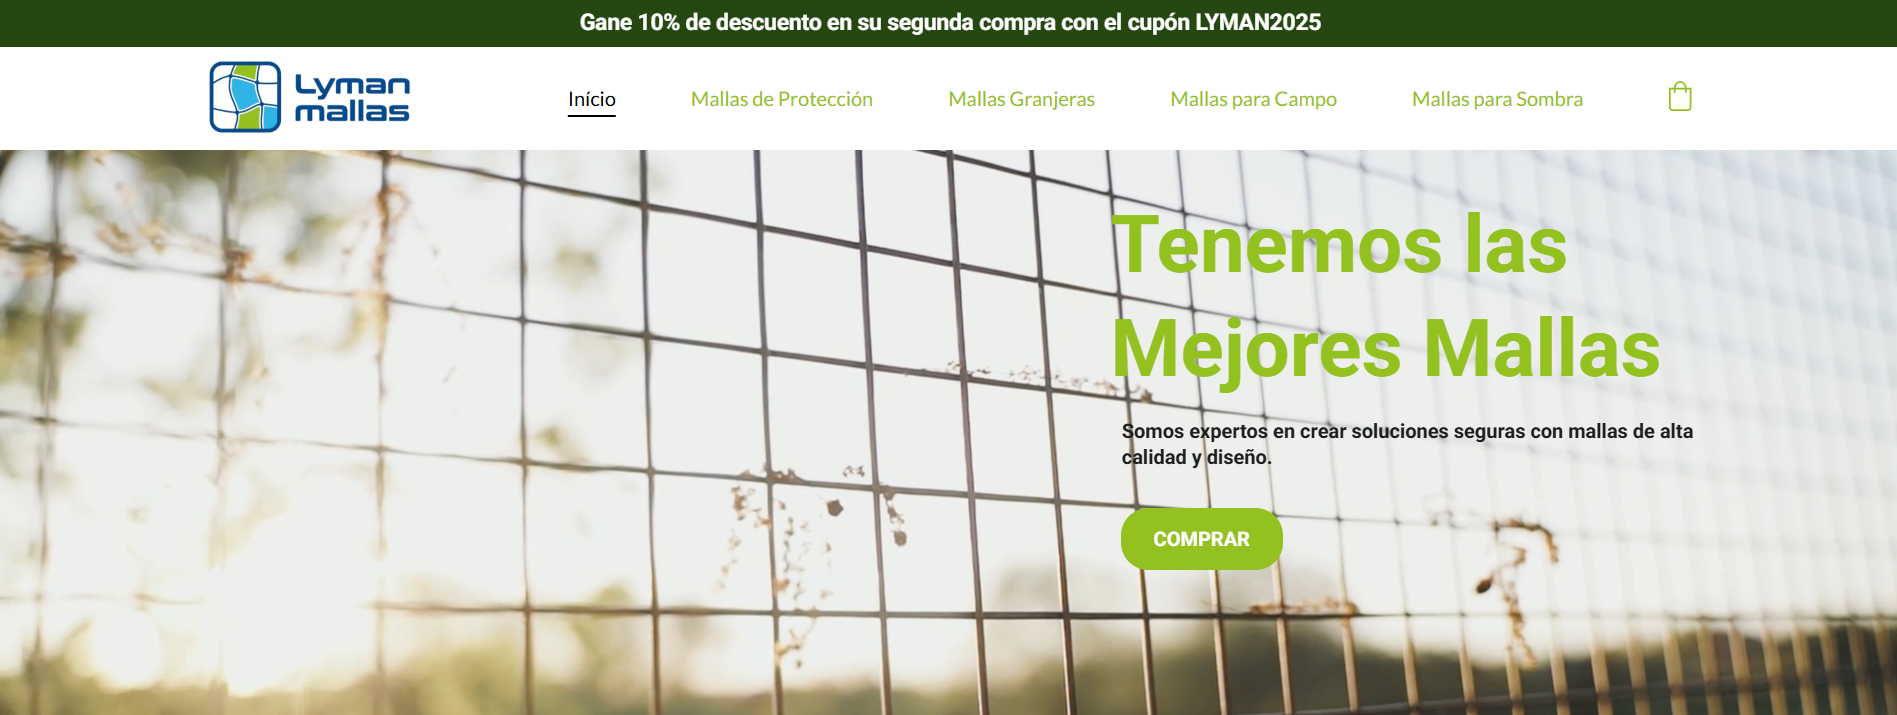 Gane 10% de descuento en su segunda compra con el cupón LYMAN2025
Lyman
mallas
Início
Mallas de Protección
Mallas Granjeras
Mallas para Campo
Mallas para Sombra
Tenemos las
Mejores Mallas
Somos expertos en crear soluciones seguras con mallas de alta
calidad y diseño.
COMPRAR